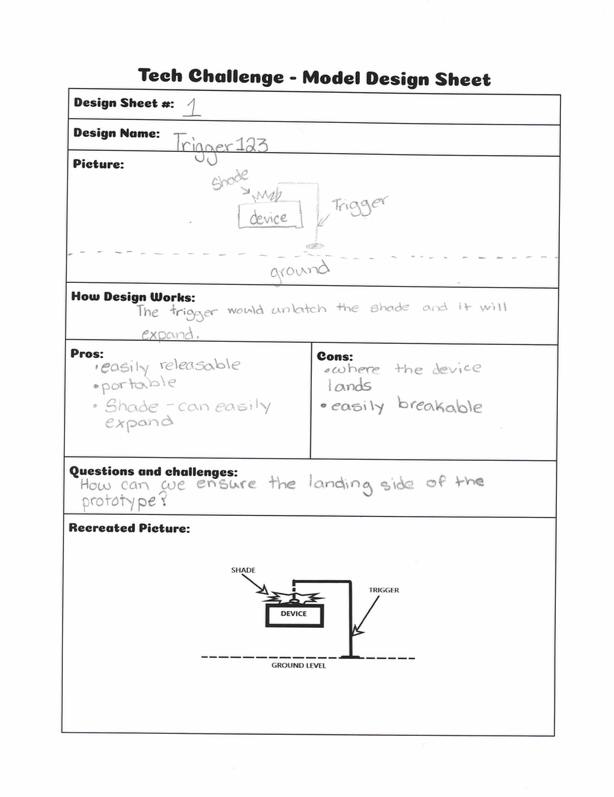 Tech Challenge - Model Design Sheet
Design Sheet #: 1
Design Name: Trigger123
Picture:
Shade
device
Trigger
ground
How Design Works:
The trigger would unlatch the shade and it will
expand.
Pros:
•easily releasable
•portable
• Shade - can easily
expand
Cons:
•where the device
lands
•easily breakable
Questions and challenges:
How can we ensure the landing side of the
prototype?
Recreated Picture:
SHADE
DEVICE
TRIGGER
GROUND LEVEL